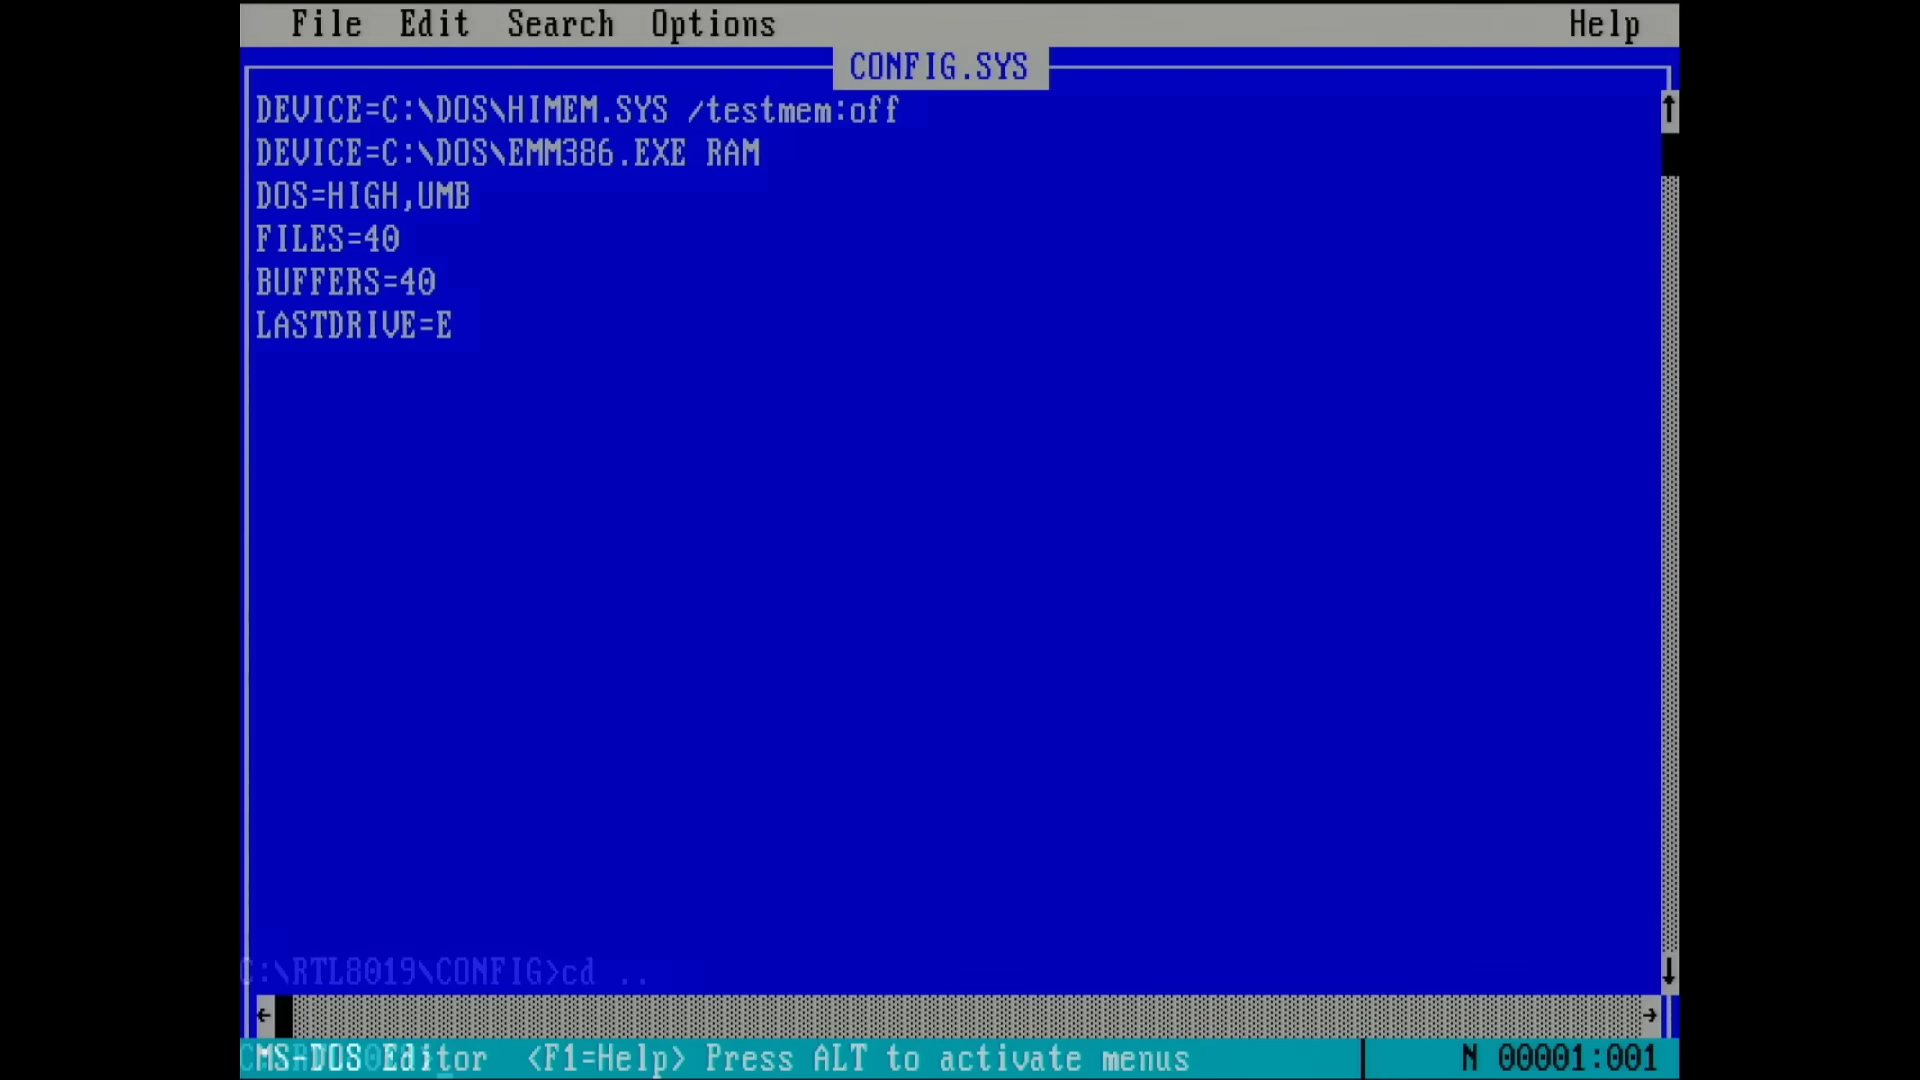 File Edit Search Options Help
CONFIG.SYS
DEVICE=C:\DOS\HIMEM.SYS /testmem:off
DEVICE=C:\DOS\EMM386.EXE RAM
DOS=HIGH,UMB
FILES=40
BUFFERS=40
LASTDRIVE=E
C:\RTL8019\CONFIG>cd ..
MS-DOS Editor <F1=Help> Press ALT to activate menus N 00001:001